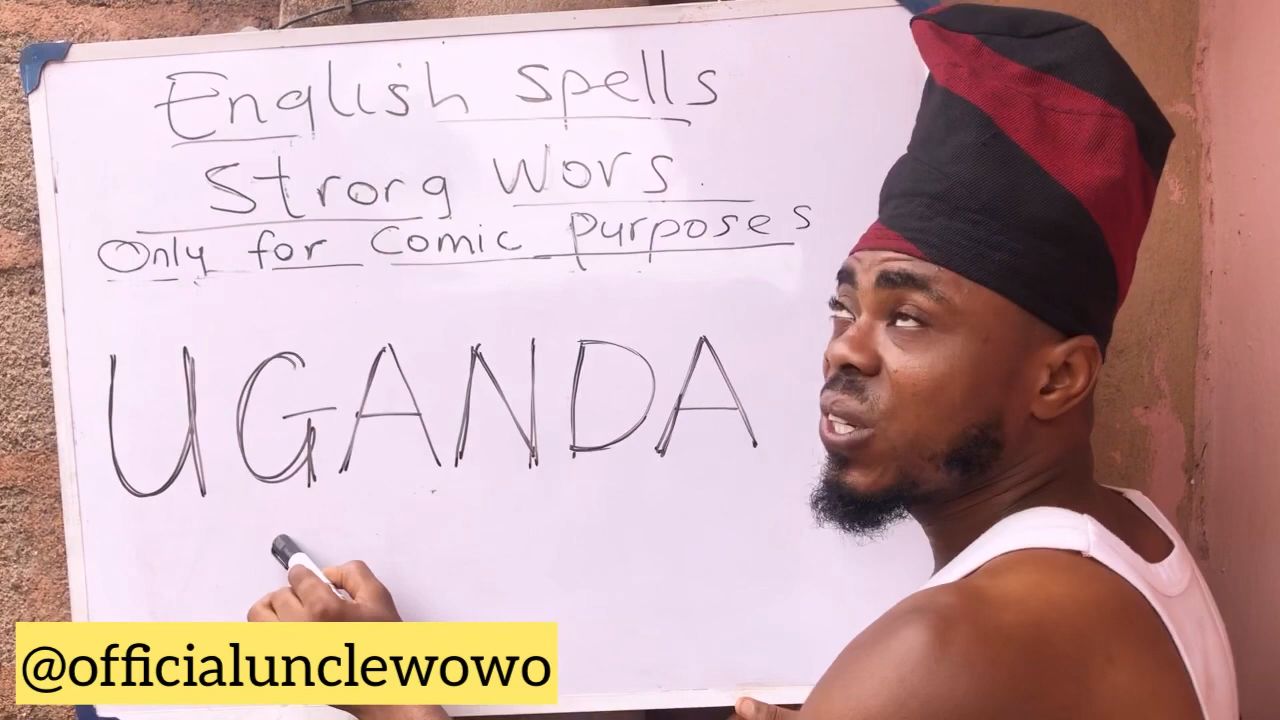 English spells
Strorg Wors.
Only for Comic Purposes
UGANDA
@officialunclewowo